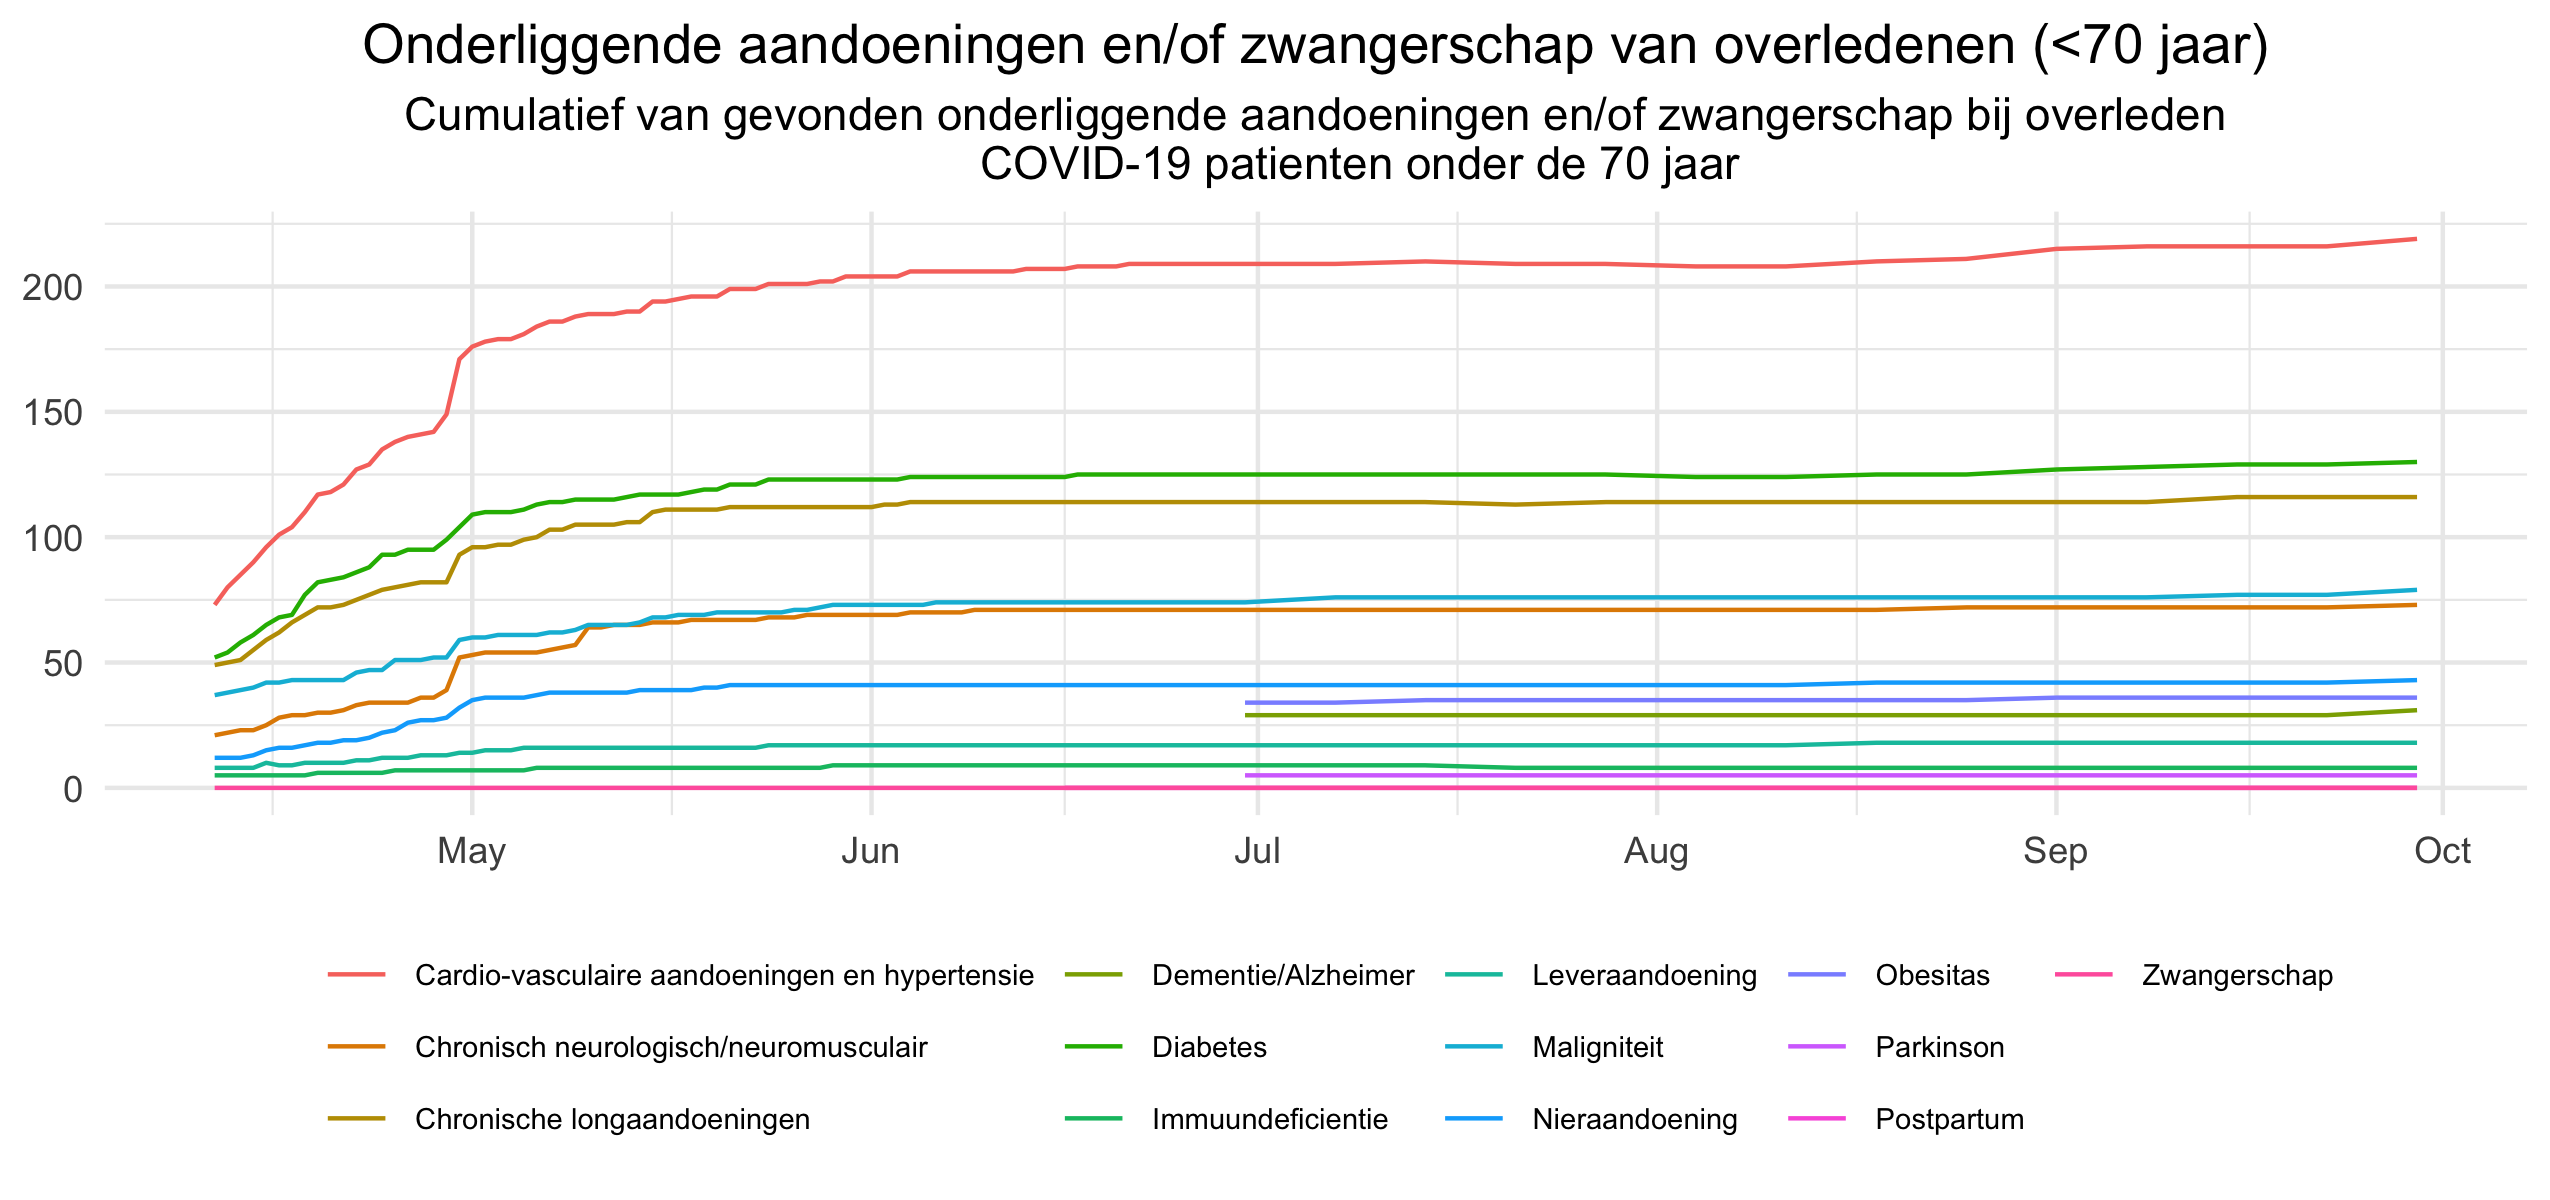 Onderliggende aandoeningen en/of zwangerschap van overledenen (<70 jaar)
Cumulatief van gevonden onderliggende aandoeningen en/of zwangerschap bij overleden
COVID-19 patienten onder de 70 jaar
200
150
100
50
0
May Jun Jul Aug Sep Oct
Cardio-vasculaire aandoeningen en hypertensie Dementie/Alzheimer Leveraandoening Obesitas Zwangerschap
Chronisch neurologisch/neuromusculair Diabetes Maligniteit Parkinson
Chronische longaandoeningen Immuundeficientie Nieraandoening Postpartum